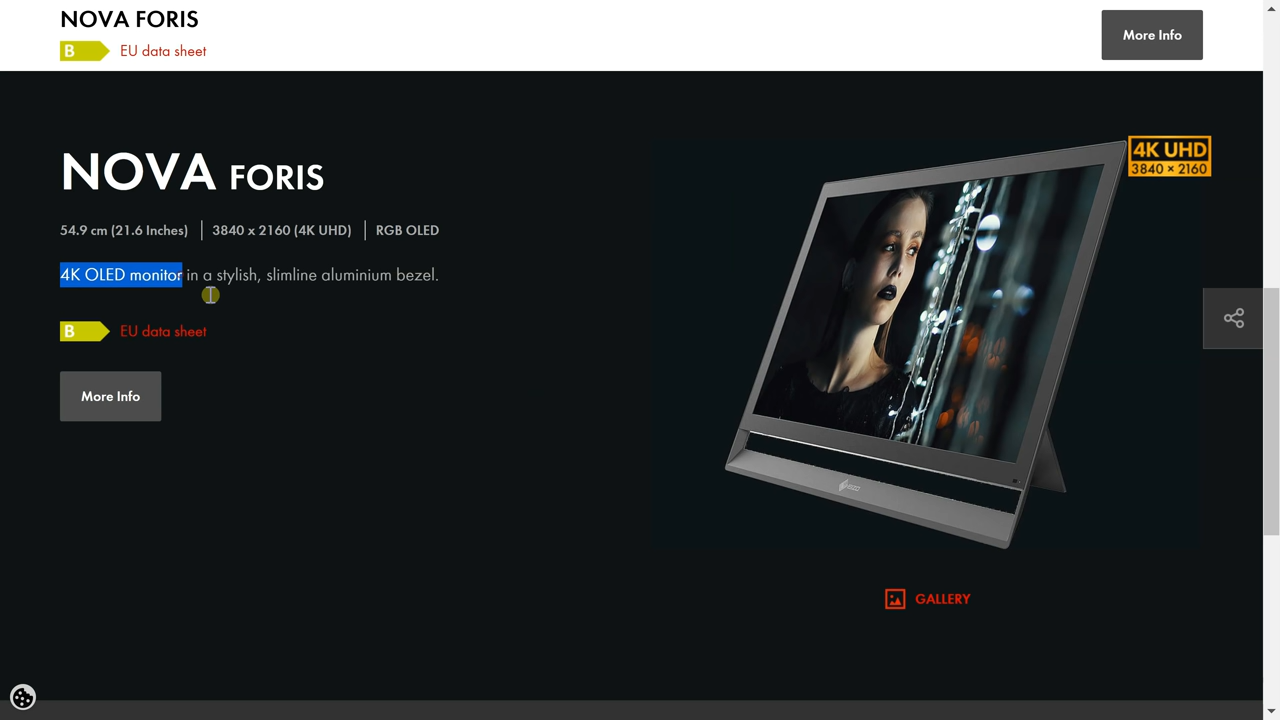 NOVA FORIS
B EU data sheet
More Info
NOVA FORIS
54.9 cm (21.6 Inches) 3840 x 2160 (4K UHD) RGB OLED
4K OLED monitor in a stylish, slimline aluminium bezel.
B EU data sheet
More Info
4K UHD
3840 × 2160
GALLERY